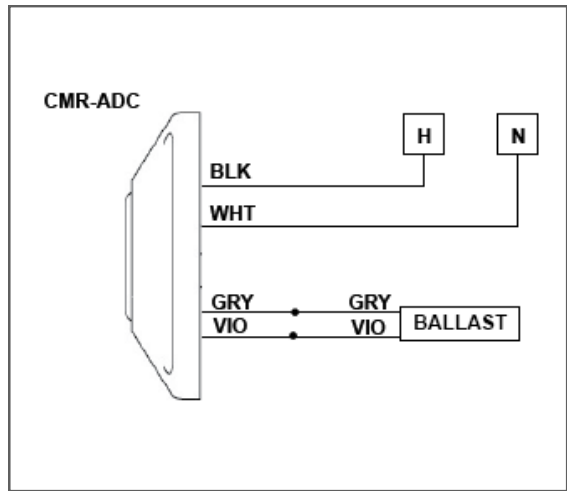 CMR-ADC
H N
BLK
WHT
GRY GRY
VIO VIO
BALLAST